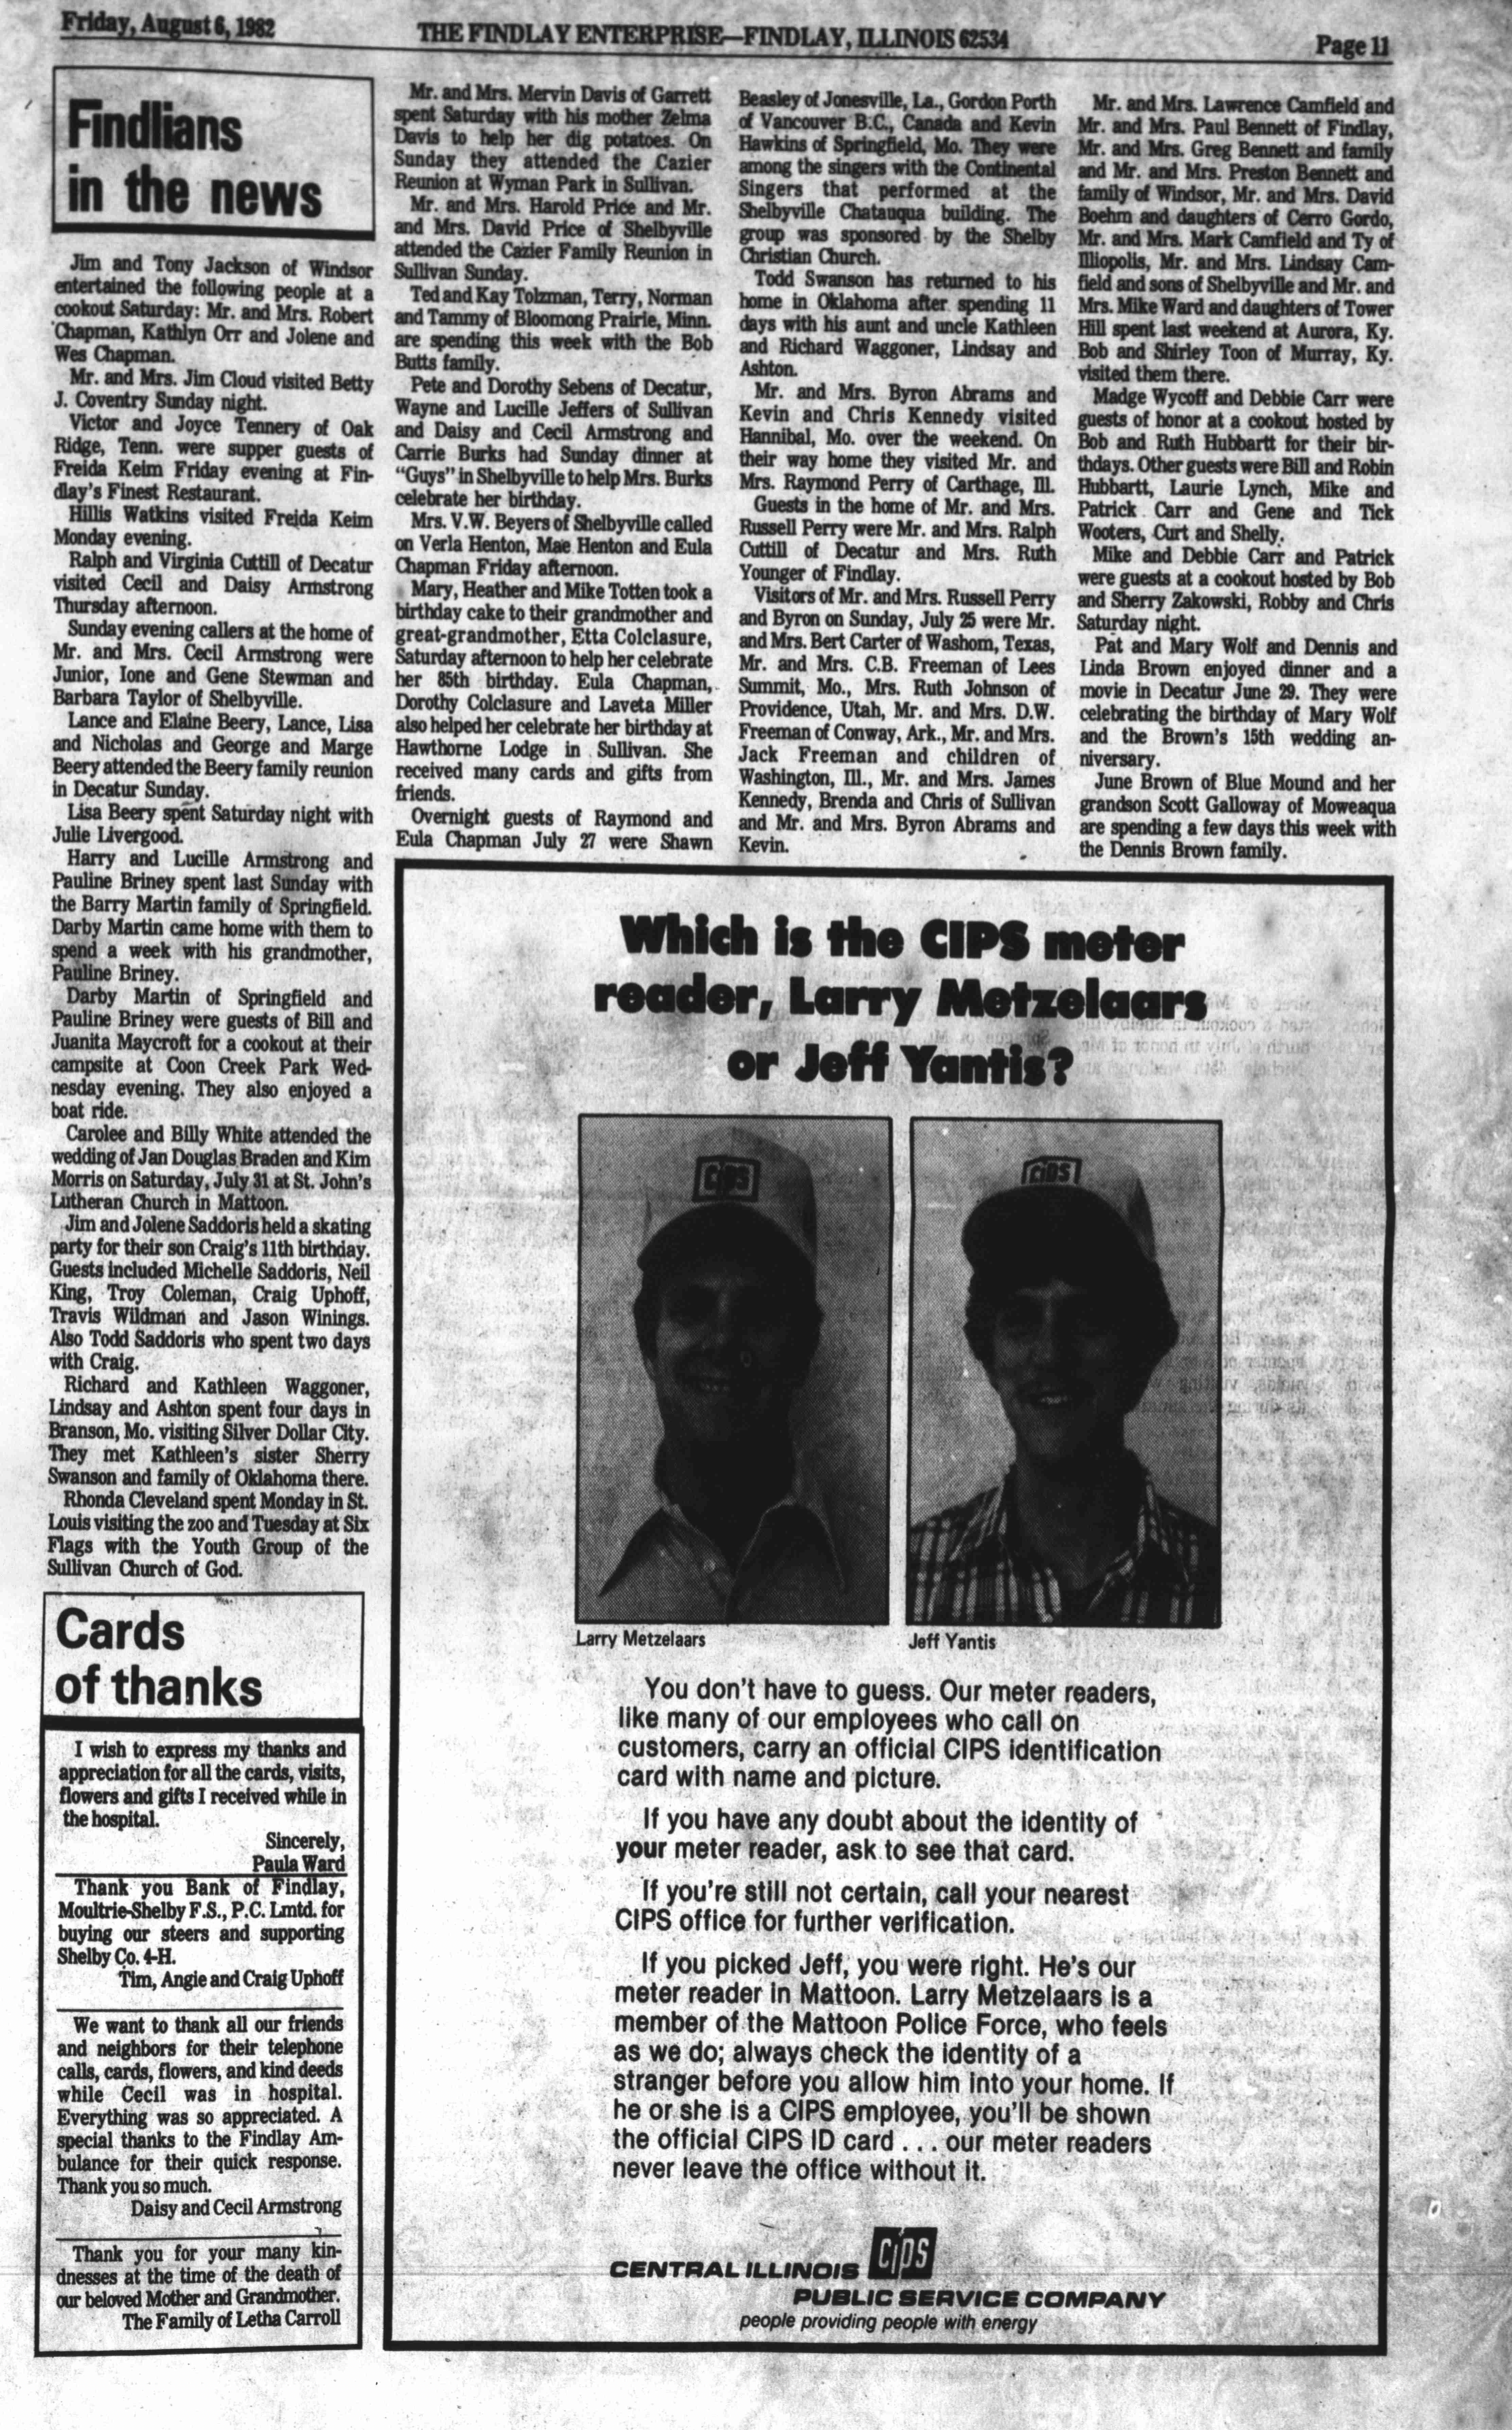 Friday, August 6, 1982
THE FINDLAY ENTERPRISE—FINDLAY, ILLINOIS 62534
Page 11
Findlians
in the news
Jim and Tony Jackson of Windsor
entertained the following people at a
cookout Saturday: Mr. and Mrs. Robert
Chapman, Kathlyn Orr and Jolene and
Wes Chapman.
Mr. and Mrs. Jim Cloud visited Betty
J. Coventry Sunday night.
Victor and Joyce Tennery of Oak
Ridge, Tenn. were supper guests of
Freida Keim Friday evening at Fin-
dlay's Finest Restaurant.
Hillis Watkins visited Freida Keim
Monday evening.
Ralph and Virginia Cuttill of Decatur
visited Cecil and Daisy Armstrong
Thursday afternoon.
Sunday evening callers at the home of
Mr. and Mrs. Cecil Armstrong were
Junior, Ione and Gene Stewman and
Barbara Taylor of Shelbyville.
Lance and Elaine Beery, Lance, Lisa
and Nicholas and George and Marge
Beery attended the Beery family reunion
in Decatur Sunday.
Lisa Beery spent Saturday night with
Julie Livergood.
Harry and Lucille Armstrong and
Pauline Briney spent last Sunday with
the Barry Martin family of Springfield.
Darby Martin came home with them to
spend a week with his grandmother,
Pauline Briney.
Darby Martin of Springfield and
Pauline Briney were guests of Bill and
Juanita Maycroft for a cookout at their
campsite at Coon Creek Park Wed-
nesday evening. They also enjoyed a
boat ride.
Carolee and Billy White attended the
wedding of Jan Douglas Braden and Kim
Morris on Saturday, July 31 at St. John's
Lutheran Church in Mattoon.
Jim and Jolene Saddoris held a skating
party for their son Craig's 11th birthday.
Guests included Michelle Saddoris, Neil
King, Troy Coleman, Craig Uphoff,
Travis Wildman and Jason Winings.
Also Todd Saddoris who spent two days
with Craig.
Richard and Kathleen Waggoner,
Lindsay and Ashton spent four days in
Branson, Mo. visiting Silver Dollar City.
They met Kathleen's sister Sherry
Swanson and family of Oklahoma there.
Rhonda Cleveland spent Monday in St.
Louis visiting the zoo and Tuesday at Six
Flags with the Youth Group of the
Sullivan Church of God.
Cards
of thanks
I wish to express my thanks and
appreciation for all the cards, visits,
flowers and gifts I received while in
the hospital.
Sincerely,
Paula Ward
Thank you Bank of Findlay,
Moultrie-Shelby F.S., P.C. Lmtd. for
buying our steers and supporting
Shelby Co. 4-H.
Tim, Angie and Craig Uphoff
We want to thank all our friends
and neighbors for their telephone
calls, cards, flowers, and kind deeds
while Cecil was in hospital.
Everything was so appreciated. A
special thanks to the Findlay Am-
bulance for their quick response.
Thank you so much.
Daisy and Cecil Armstrong
Thank you for your many kin-
dnesses at the time of the death of
our beloved Mother and Grandmother.
The Family of Letha Carroll
Mr. and Mrs. Mervin Davis of Garrett
spent Saturday with his mother Zelma
Davis to help her dig potatoes. On
Sunday they attended the Cazier
Reunion at Wyman Park in Sullivan.
Mr. and Mrs. Harold Price and Mr.
and Mrs. David Price of Shelbyville
attended the Cazier Family Reunion in
Sullivan Sunday.
Ted and Kay Tolzman, Terry, Norman
and Tammy of Bloomong Prairie, Minn.
are spending this week with the Bob
Butts family.
Pete and Dorothy Sebens of Decatur,
Wayne and Lucille Jeffers of Sullivan
and Daisy and Cecil Armstrong and
Carrie Burks had Sunday dinner at
"Guys" in Shelbyville to help Mrs. Burks
celebrate her birthday.
Mrs. V.W. Beyers of Shelbyville called
on Verla Henton, Mae Henton and Eula
Chapman Friday afternoon.
Mary, Heather and Mike Totten took a
birthday cake to their grandmother and
great-grandmother, Etta Colclasure,
Saturday afternoon to help her celebrate
her 85th birthday. Eula Chapman,
Dorothy Colclasure and Laveta Miller
also helped her celebrate her birthday at
Hawthorne Lodge in Sullivan. She
received many cards and gifts from
friends.
Overnight guests of Raymond and
Eula Chapman July 27 were Shawn
Beasley of Jonesville, La., Gordon Porth
of Vancouver B.C., Canada and Kevin
Hawkins of Springfield, Mo. They were
among the singers with the Continental
Singers that performed at the
Shelbyville Chatauqua building. The
group was sponsored by the Shelby
Christian Church.
Todd Swanson has returned to his
home in Oklahoma after spending 11
days with his aunt and uncle Kathleen
and Richard Waggoner, Lindsay and
Ashton.
Mr. and Mrs. Byron Abrams and
Kevin and Chris Kennedy visited
Hannibal, Mo. over the weekend. On
their way home they visited Mr. and
Mrs. Raymond Perry of Carthage, Ill.
Guests in the home of Mr. and Mrs.
Russell Perry were Mr. and Mrs. Ralph
Cuttill of Decatur and Mrs. Ruth
Younger of Findlay.
Visitors of Mr. and Mrs. Russell Perry
and Byron on Sunday, July 25 were Mr.
and Mrs. Bert Carter of Washom, Texas,
Mr. and Mrs. C.B. Freeman of Lees
Summit, Mo., Mrs. Ruth Johnson of
Providence, Utah, Mr. and Mrs. D.W.
Freeman of Conway, Ark., Mr. and Mrs.
Jack Freeman and children of
Washington, Ill., Mr. and Mrs. James
Kennedy, Brenda and Chris of Sullivan
and Mr. and Mrs. Byron Abrams and
Kevin.
Mr. and Mrs. Lawrence Camfield and
Mr. and Mrs. Paul Bennett of Findlay,
Mr. and Mrs. Greg Bennett and family
and Mr. and Mrs. Preston Bennett and
family of Windsor, Mr. and Mrs. David
Boehm and daughters of Cerro Gordo,
Mr. and Mrs. Mark Camfield and Ty of
Illiopolis, Mr. and Mrs. Lindsay Cam-
field and sons of Shelbyville and Mr. and
Mrs. Mike Ward and daughters of Tower
Hill spent last weekend at Aurora, Ky.
Bob and Shirley Toon of Murray, Ky.
visited them there.
Madge Wycoff and Debbie Carr were
guests of honor at a cookout hosted by
Bob and Ruth Hubbartt for their bir-
thdays. Other guests were Bill and Robin
Hubbartt, Laurie Lynch, Mike and
Patrick Carr and Gene and Tick
Wooters, Curt and Shelly.
Mike and Debbie Carr and Patrick
were guests at a cookout hosted by Bob
and Sherry Zakowski, Robby and Chris
Saturday night.
Pat and Mary Wolf and Dennis and
Linda Brown enjoyed dinner and a
movie in Decatur June 29. They were
celebrating the birthday of Mary Wolf
and the Brown's 15th wedding an-
niversary.
June Brown of Blue Mound and her
grandson Scott Galloway of Moweaqua
are spending a few days this week with
the Dennis Brown family.
Which is the CIPS meter
reader, Larry Metzelaars
or Jeff Yantis?
CIPS
CIPS
Larry Metzelaars
Jeff Yantis
You don't have to guess. Our meter readers,
like many of our employees who call on
customers, carry an official CIPS identification
card with name and picture.
If you have any doubt about the identity of
your meter reader, ask to see that card.
If you're still not certain, call your nearest
CIPS office for further verification.
If you picked Jeff, you were right. He's our
meter reader in Mattoon. Larry Metzelaars is a
member of the Mattoon Police Force, who feels
as we do; always check the identity of a
stranger before you allow him into your home. If
he or she is a CIPS employee, you'll be shown
the official CIPS ID card . . . our meter readers
never leave the office without it.
CENTRAL ILLINOIS CIPS
PUBLIC SERVICE COMPANY
people providing people with energy